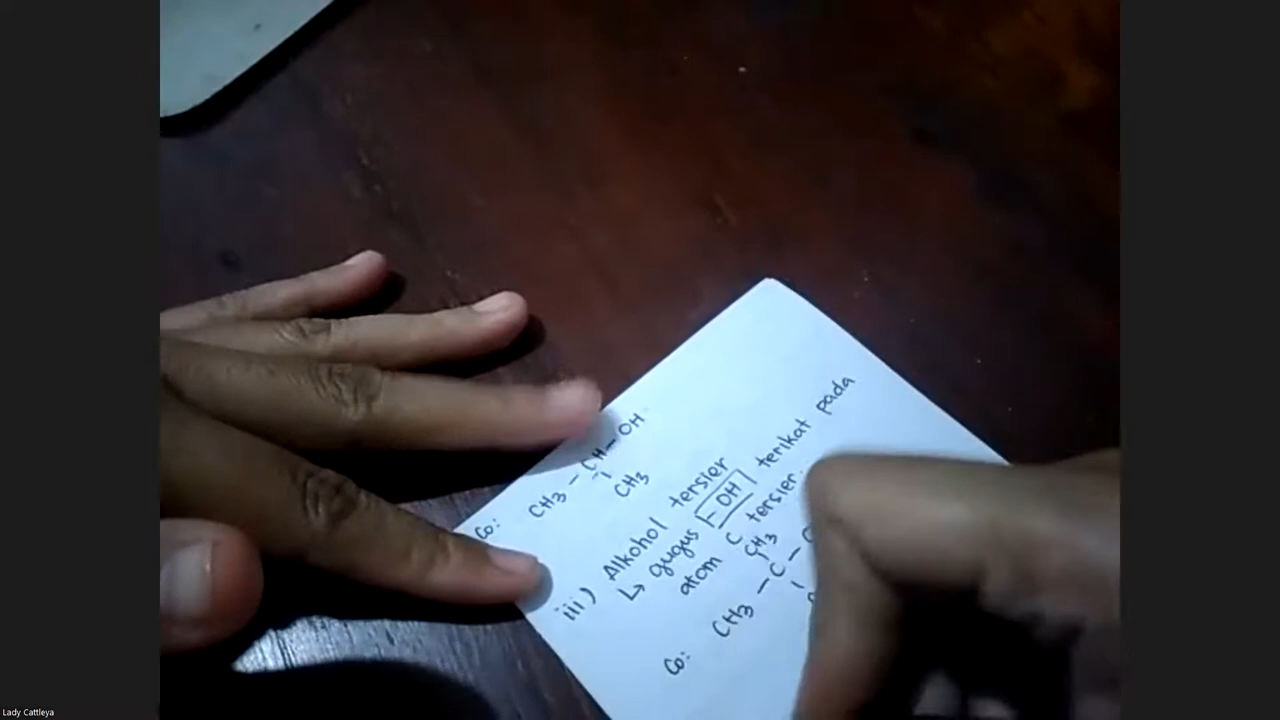 Co: CH3 - CH - OH
CH3
iii) Alkohol tersier
↳ gugus -OH terikat pada
atom C tersier.
CH3
Co: CH3 - C -
Lady Cattleya